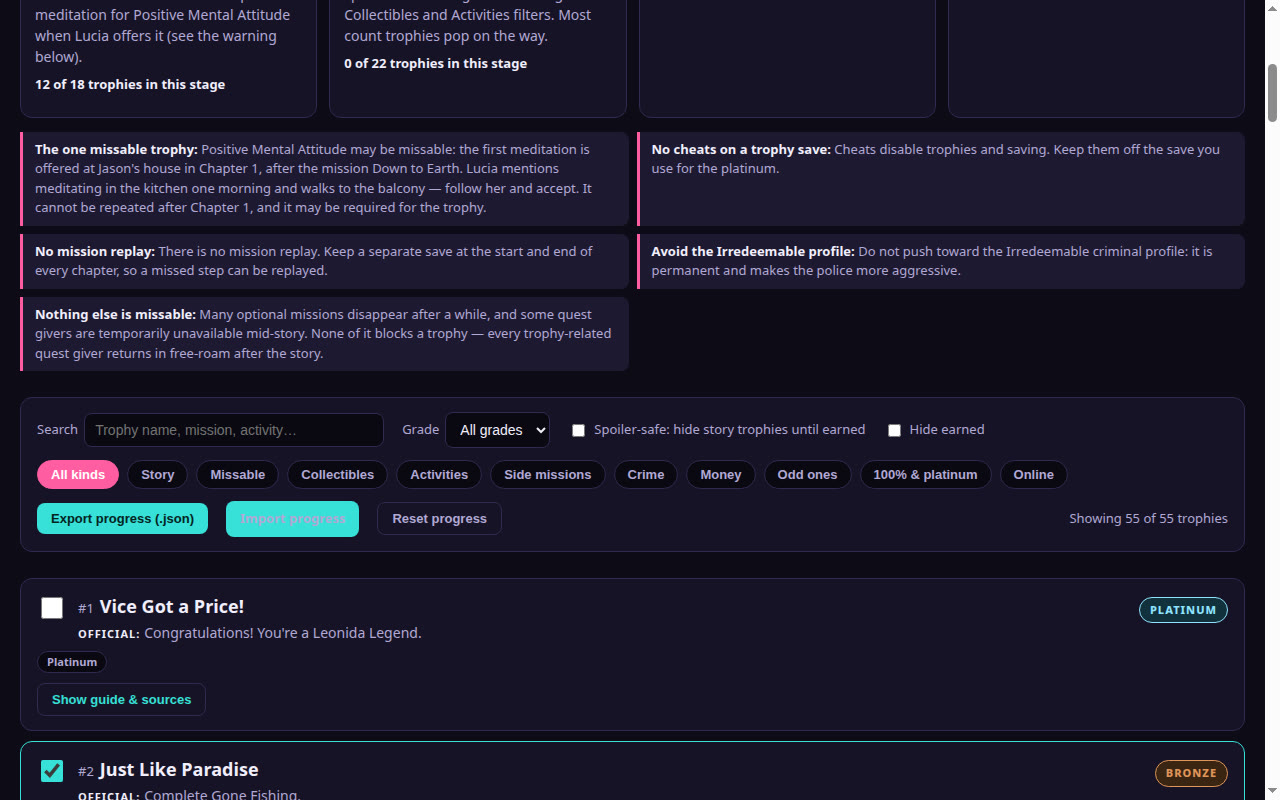 meditation for Positive Mental Attitude
when Lucia offers it (see the warning
below).
12 of 18 trophies in this stage
Collectibles and Activities filters. Most
count trophies pop on the way.
0 of 22 trophies in this stage
The one missable trophy: Positive Mental Attitude may be missable: the first meditation is
offered at Jason's house in Chapter 1, after the mission Down to Earth. Lucia mentions
meditating in the kitchen one morning and walks to the balcony — follow her and accept. It
cannot be repeated after Chapter 1, and it may be required for the trophy.
No cheats on a trophy save: Cheats disable trophies and saving. Keep them off the save you
use for the platinum.
No mission replay: There is no mission replay. Keep a separate save at the start and end of
every chapter, so a missed step can be replayed.
Avoid the Irredeemable profile: Do not push toward the Irredeemable criminal profile: it is
permanent and makes the police more aggressive.
Nothing else is missable: Many optional missions disappear after a while, and some quest
givers are temporarily unavailable mid-story. None of it blocks a trophy — every trophy-related
quest giver returns in free-roam after the story.
Search Trophy name, mission, activity… Grade All grades Spoiler-safe: hide story trophies until earned Hide earned
All kinds Story Missable Collectibles Activities Side missions Crime Money Odd ones 100% & platinum Online
Export progress (.json) Import progress Reset progress Showing 55 of 55 trophies
#1 Vice Got a Price! PLATINUM
OFFICIAL: Congratulations! You're a Leonida Legend.
Platinum
Show guide & sources
#2 Just Like Paradise BRONZE
OFFICIAL: Complete Gone Fishing.